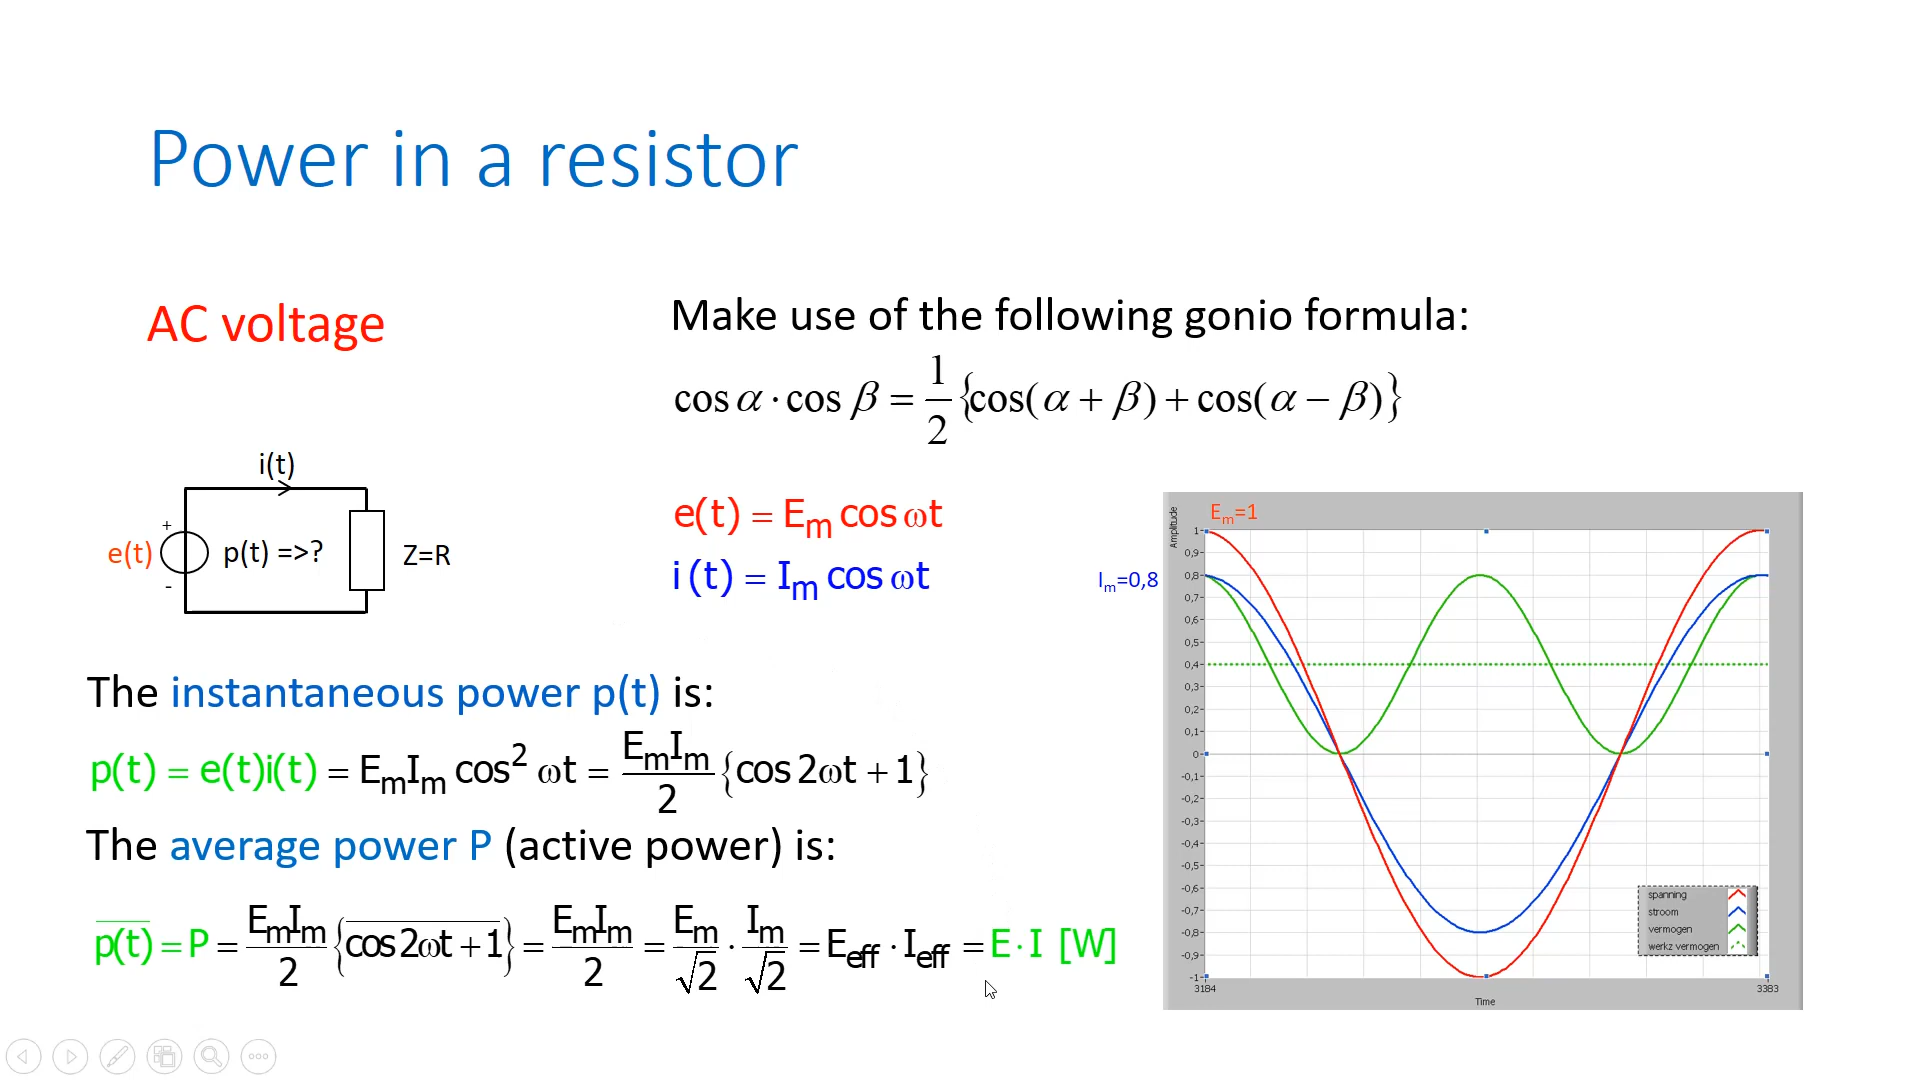 Power in a resistor
AC voltage
Make use of the following gonio formula:
cos α · cos β = 1/2 {cos(α + β) + cos(α − β)}
i(t)
+
e(t)
p(t) =>?
Z=R
-
e(t) = Eₘ cos ωt
i(t) = Iₘ cos ωt
The instantaneous power p(t) is:
p(t) = e(t)i(t) = EₘIₘ cos² ωt = EₘIₘ/2 {cos 2ωt + 1}
The average power P (active power) is:
p(t)‾ = P = EₘIₘ/2 {cos 2ωt + 1}‾ = EₘIₘ/2 = Eₘ/√2 · Iₘ/√2 = E_eff · I_eff = E · I [W]
Eₘ=1
Iₘ=0,8
Amplitude
1
0,9
0,8
0,7
0,6
0,5
0,4
0,3
0,2
0,1
0
-0,1
-0,2
-0,3
-0,4
-0,5
-0,6
-0,7
-0,8
-0,9
-1
3184
3383
Time
spanning
stroom
vermogen
werkz vermogen